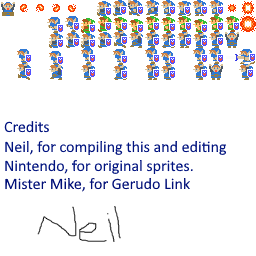 Credits
Neil, for compiling this and editing
Nintendo, for original sprites.
Mister Mike, for Gerudo Link
Neil